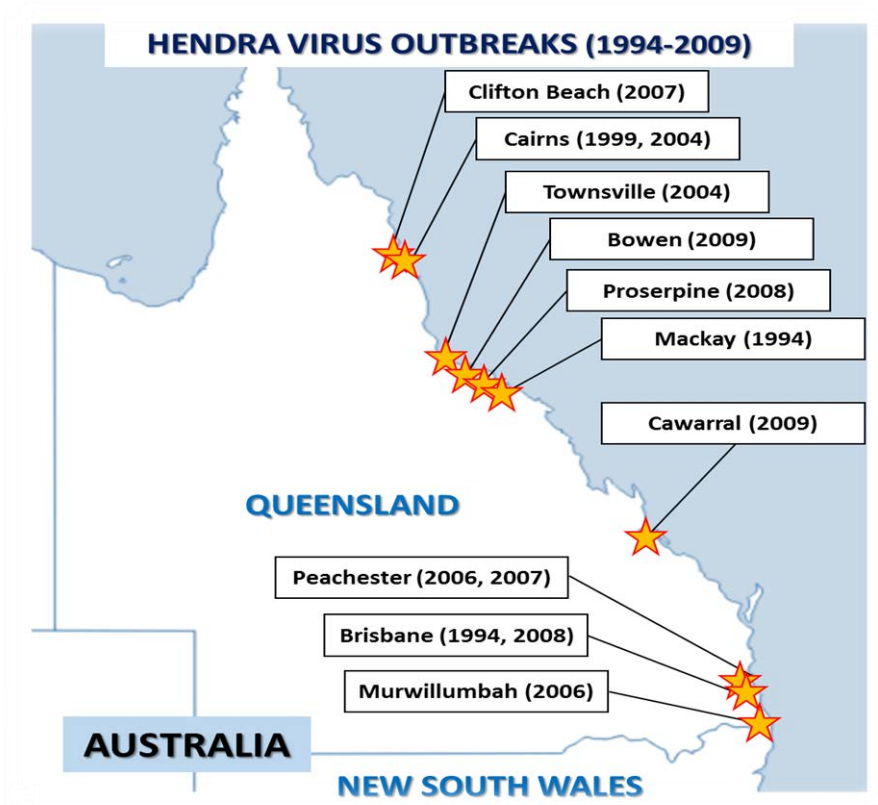 HENDRA VIRUS OUTBREAKS (1994-2009)
Clifton Beach (2007)
Cairns (1999, 2004)
Townsville (2004)
Bowen (2009)
Proserpine (2008)
Mackay (1994)
Cawarral (2009)
QUEENSLAND
Peachester (2006, 2007)
Brisbane (1994, 2008)
Murwillumbah (2006)
AUSTRALIA
NEW SOUTH WALES